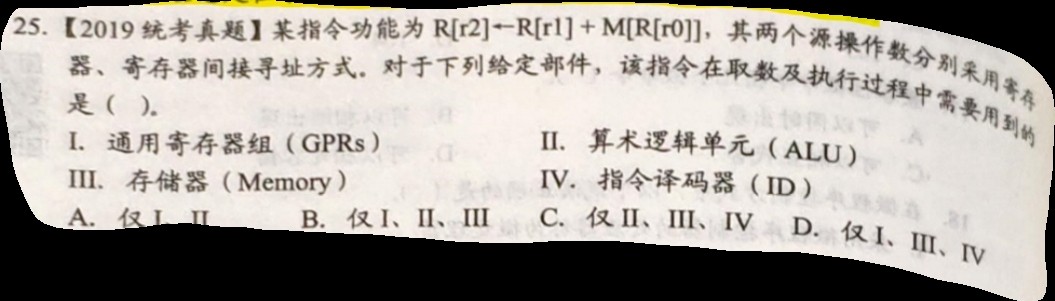 25.【2019 统考真题】某指令功能为 R[r2]←R[r1] + M[R[r0]]，其两个源操作数分别采用寄存
器、寄存器间接寻址方式。对于下列给定部件，该指令在取数及执行过程中需要用到的
是（ ）。
I. 通用寄存器组（GPRs） II. 算术逻辑单元（ALU）
III. 存储器（Memory） IV. 指令译码器（ID）
A. 仅 I、II B. 仅 I、II、III C. 仅 II、III、IV D. 仅 I、III、IV